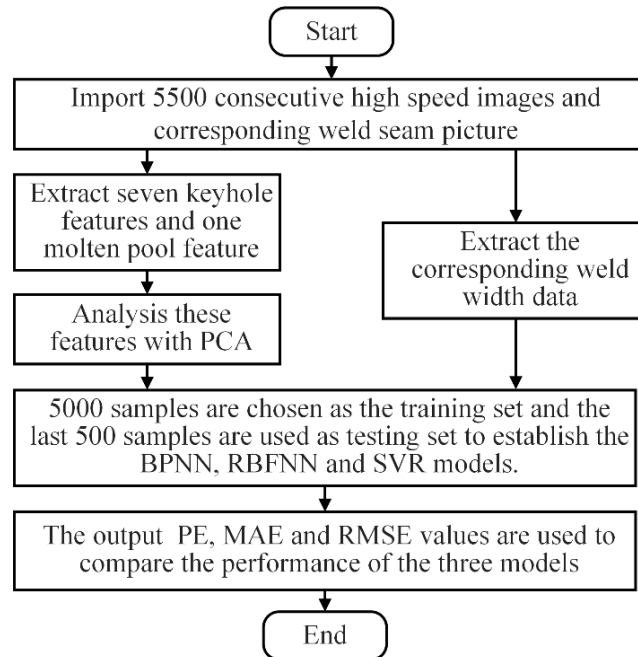 Start
Import 5500 consecutive high speed images and
corresponding weld seam picture
Extract seven keyhole
features and one
molten pool feature
Extract the
corresponding weld
width data
Analysis these
features with PCA
5000 samples are chosen as the training set and the
last 500 samples are used as testing set to establish the
BPNN, RBFNN and SVR models.
The output PE, MAE and RMSE values are used to
compare the performance of the three models
End